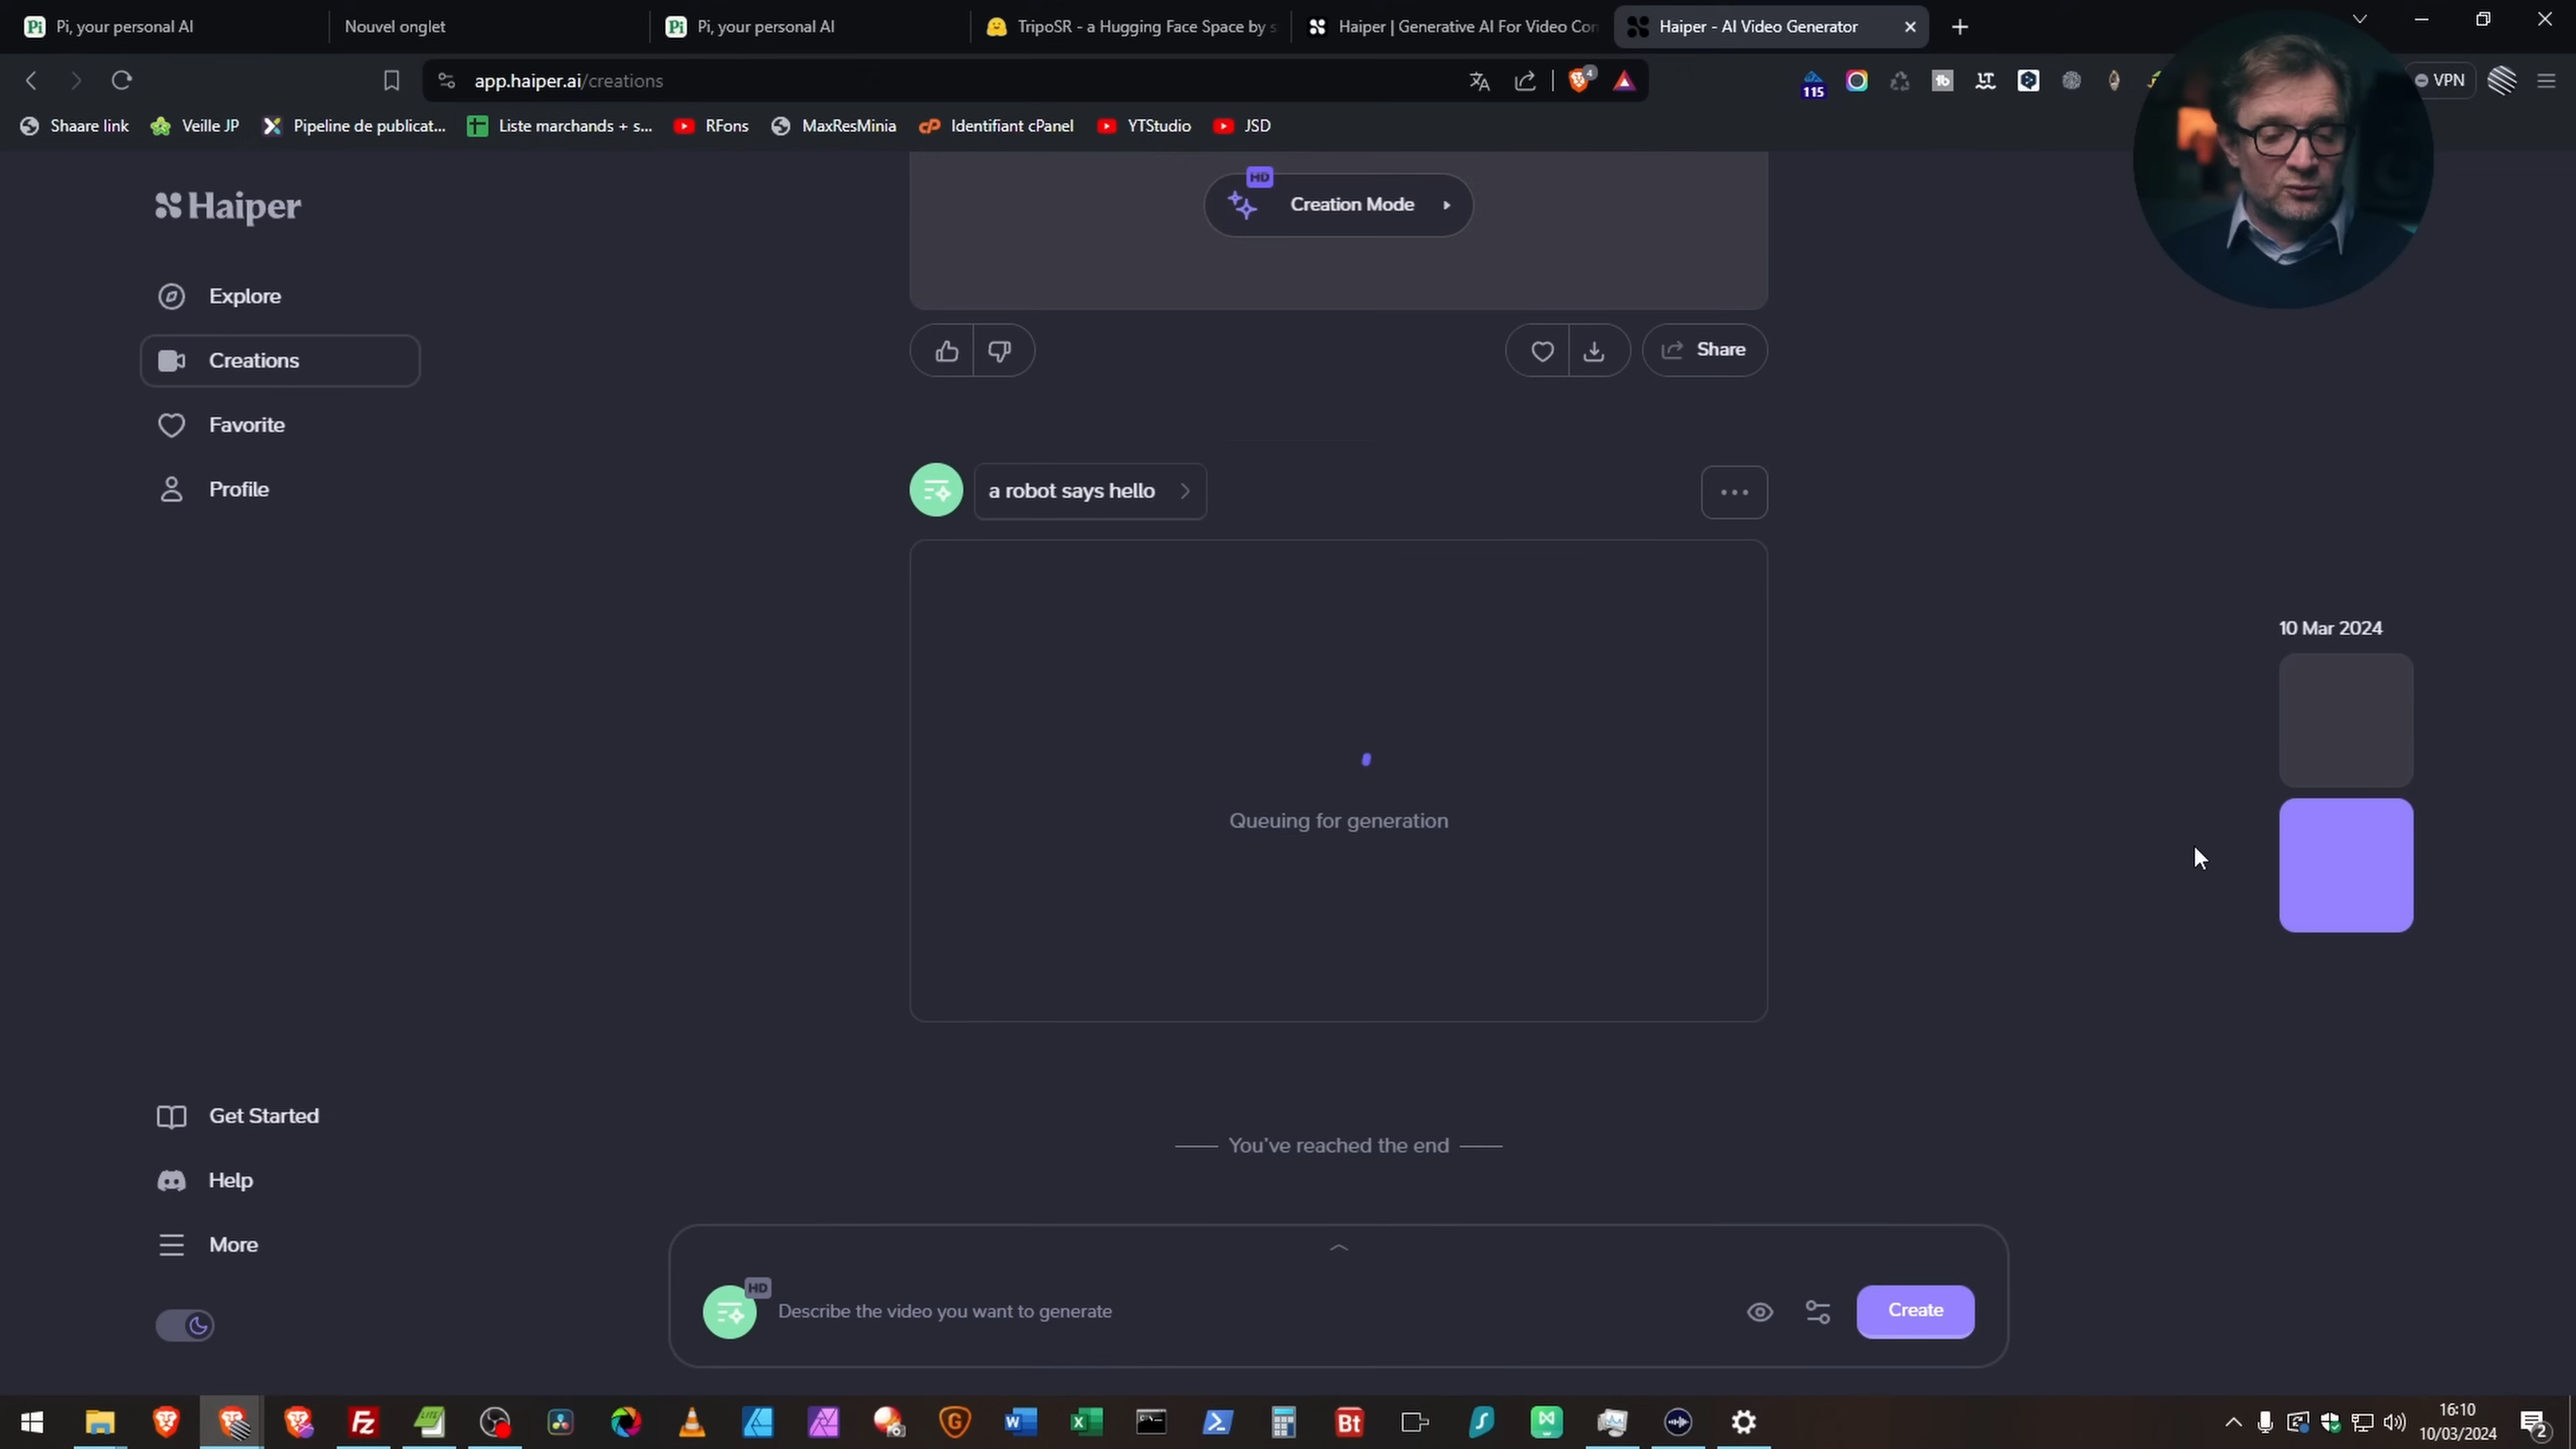 Pi, your personal AI
Nouvel onglet
Pi, your personal AI
TripoSR - a Hugging Face Space by s
Haiper | Generative AI For Video Con
Haiper - AI Video Generator
app.haiper.ai/creations
4
115
VPN
Shaare link
Veille JP
Pipeline de publicat...
Liste marchands + s...
RFons
MaxResMinia
Identifiant cPanel
YTStudio
JSD
Haiper
HD
Creation Mode
Explore
Creations
Favorite
Profile
Share
a robot says hello
10 Mar 2024
Queuing for generation
Get Started
You've reached the end
Help
More
HD
Describe the video you want to generate
Create
16:10
10/03/2024
2